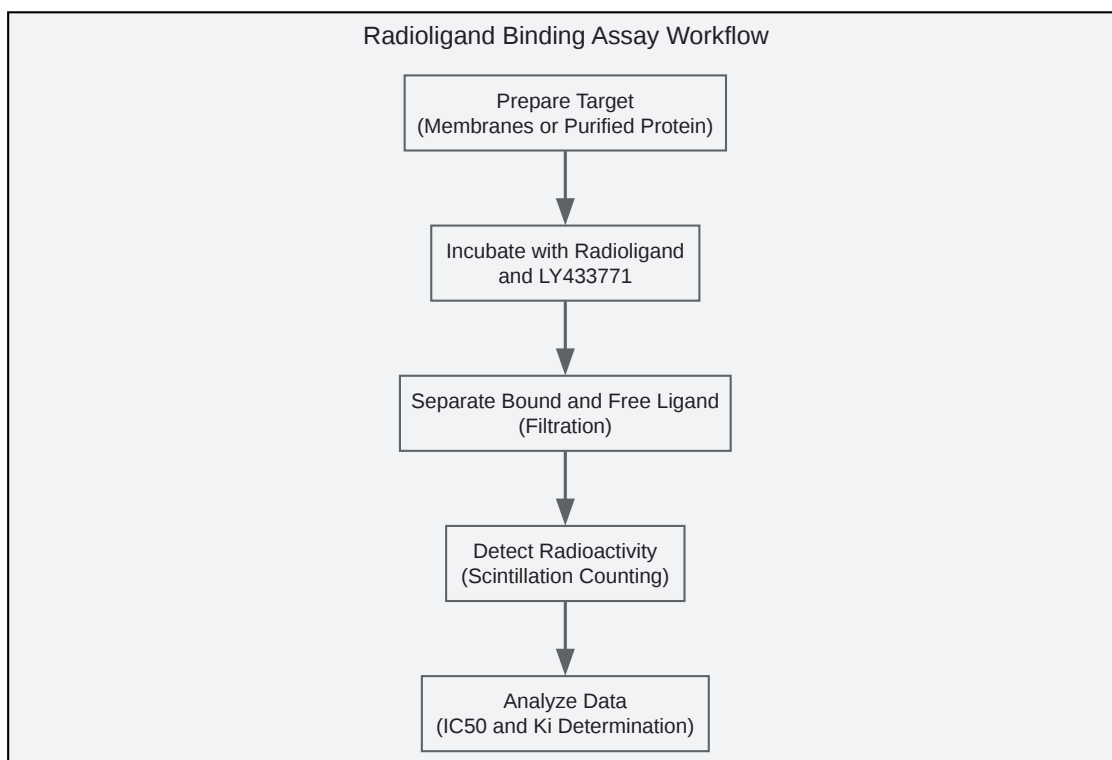 Radioligand Binding Assay Workflow
Prepare Target
(Membranes or Purified Protein)
Incubate with Radioligand
and LY433771
Separate Bound and Free Ligand
(Filtration)
Detect Radioactivity
(Scintillation Counting)
Analyze Data
(IC50 and Ki Determination)